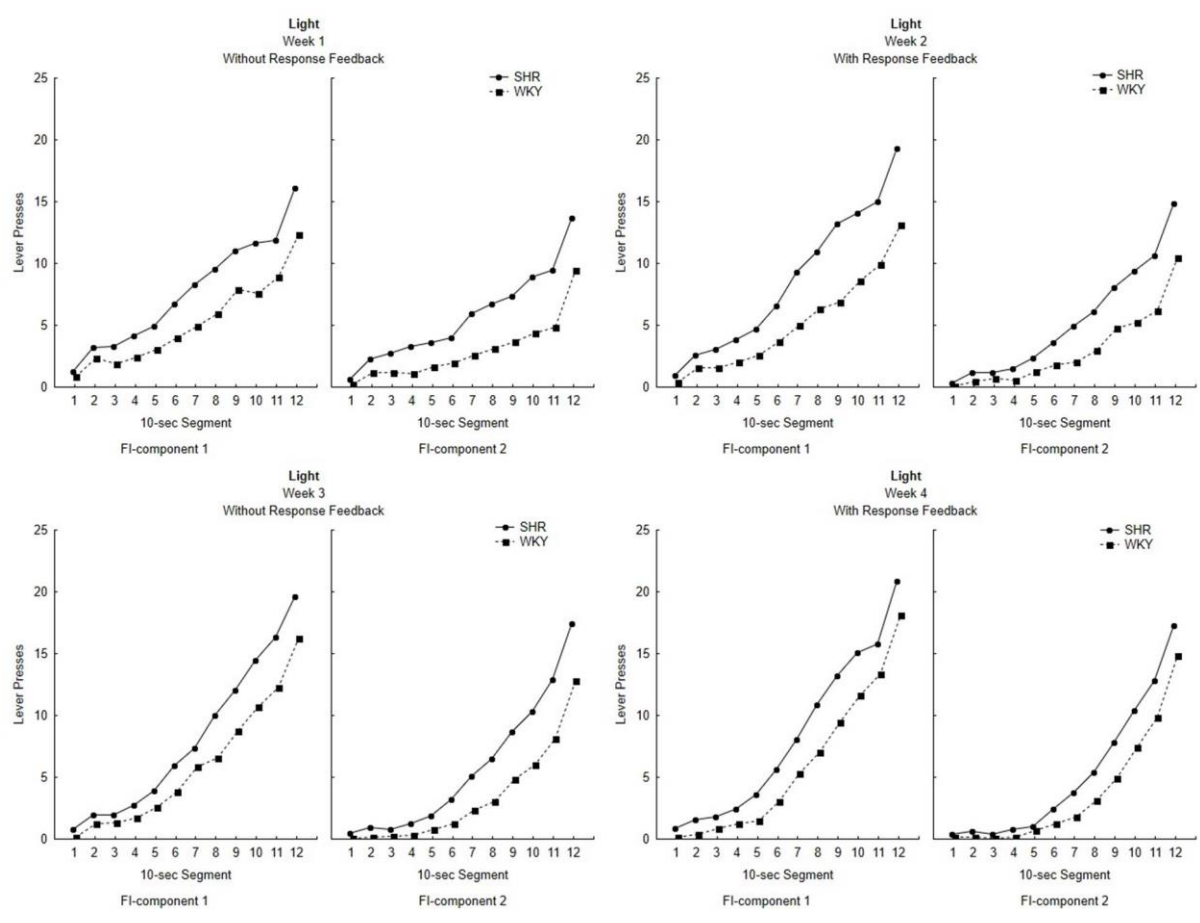 Light
Week 1
Without Response Feedback
SHR
WKY
25
20
15
10
5
0
Lever Presses
1 2 3 4 5 6 7 8 9 10 11 12
1 2 3 4 5 6 7 8 9 10 11 12
10-sec Segment
10-sec Segment
FI-component 1
FI-component 2
Light
Week 2
With Response Feedback
SHR
WKY
25
20
15
10
5
0
Lever Presses
1 2 3 4 5 6 7 8 9 10 11 12
1 2 3 4 5 6 7 8 9 10 11 12
10-sec Segment
10-sec Segment
FI-component 1
FI-component 2
Light
Week 3
Without Response Feedback
SHR
WKY
25
20
15
10
5
0
Lever Presses
1 2 3 4 5 6 7 8 9 10 11 12
1 2 3 4 5 6 7 8 9 10 11 12
10-sec Segment
10-sec Segment
FI-component 1
FI-component 2
Light
Week 4
With Response Feedback
SHR
WKY
25
20
15
10
5
0
Lever Presses
1 2 3 4 5 6 7 8 9 10 11 12
1 2 3 4 5 6 7 8 9 10 11 12
10-sec Segment
10-sec Segment
FI-component 1
FI-component 2